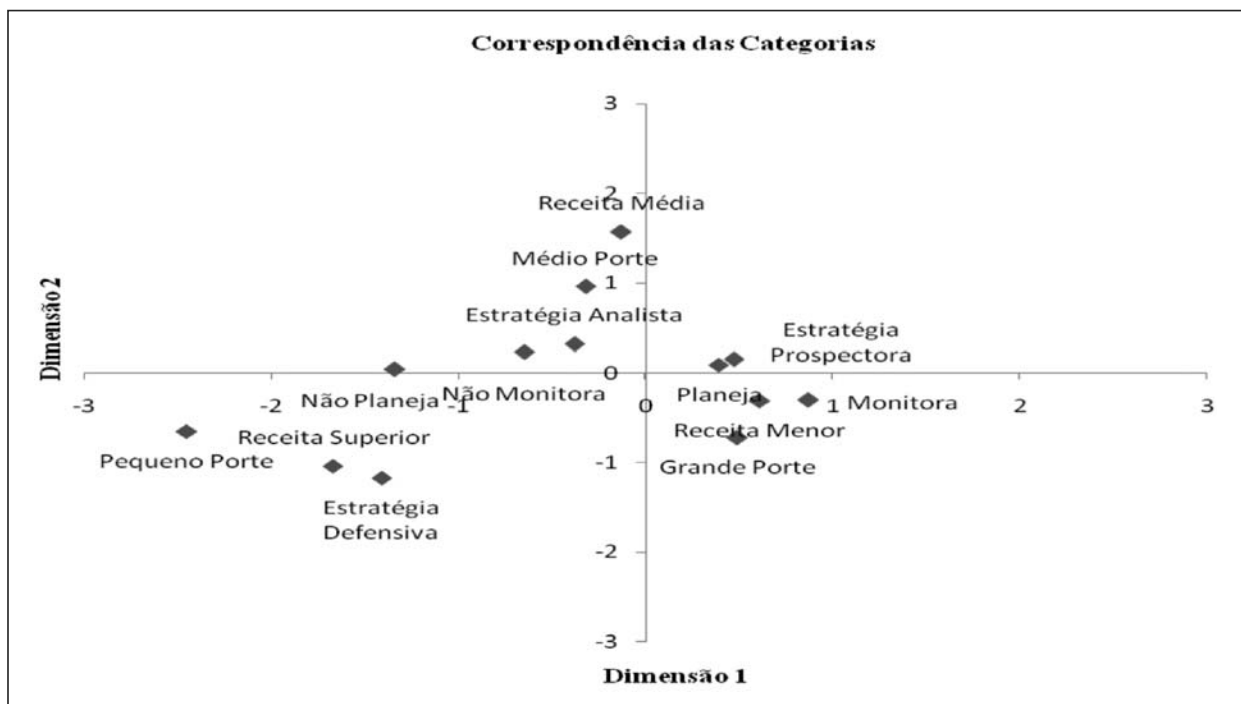 Correspondência das Categorias
3
2
Receita Média
Médio Porte
1
Estratégia Analista
Estratégia
Prospectora
Dimensão 2
0
-3
-2
-1
0
1
2
3
Não Planeja
Não Monitora
Planeja
Monitora
Receita Superior
Receita Menor
Pequeno Porte
-1
Grande Porte
Estratégia
Defensiva
-2
-3
Dimensão 1